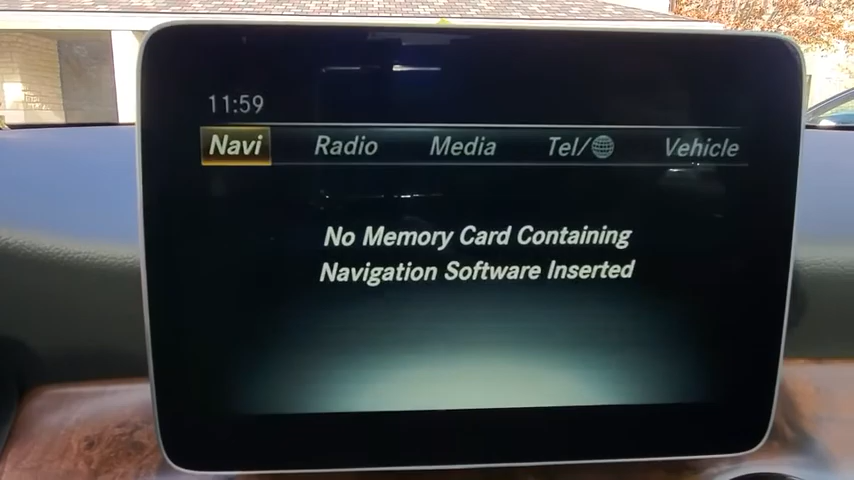 11:59
Navi Radio Media Tel/ Vehicle
No Memory Card Containing
Navigation Software Inserted